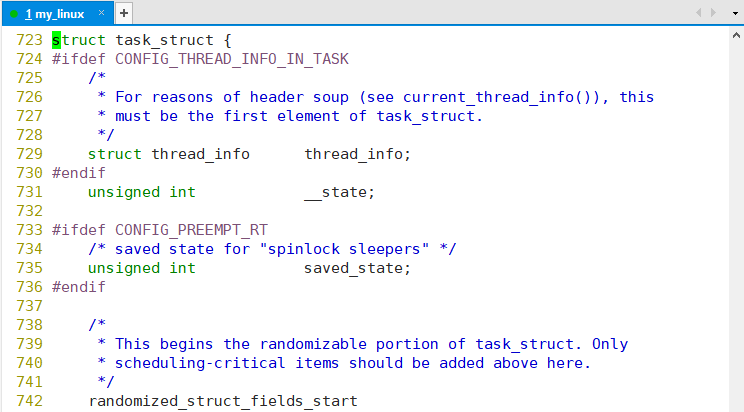 1 my_linux × +
723 struct task_struct {
724 #ifdef CONFIG_THREAD_INFO_IN_TASK
725     /*
726      * For reasons of header soup (see current_thread_info()), this
727      * must be the first element of task_struct.
728      */
729     struct thread_info      thread_info;
730 #endif
731     unsigned int            __state;
732
733 #ifdef CONFIG_PREEMPT_RT
734     /* saved state for "spinlock sleepers" */
735     unsigned int            saved_state;
736 #endif
737
738     /*
739      * This begins the randomizable portion of task_struct. Only
740      * scheduling-critical items should be added above here.
741      */
742     randomized_struct_fields_start